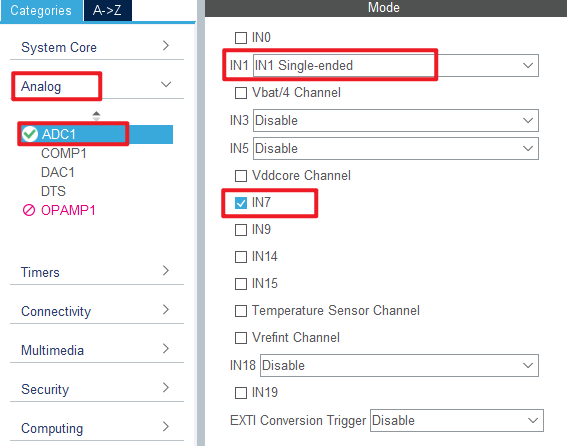 Categories A->Z
System Core
Analog
ADC1
COMP1
DAC1
DTS
OPAMP1
Timers
Connectivity
Multimedia
Security
Computing
Mode
IN0
IN1 IN1 Single-ended
Vbat/4 Channel
IN3 Disable
IN5 Disable
Vddcore Channel
IN7
IN9
IN14
IN15
Temperature Sensor Channel
Vrefint Channel
IN18 Disable
IN19
EXTI Conversion Trigger Disable